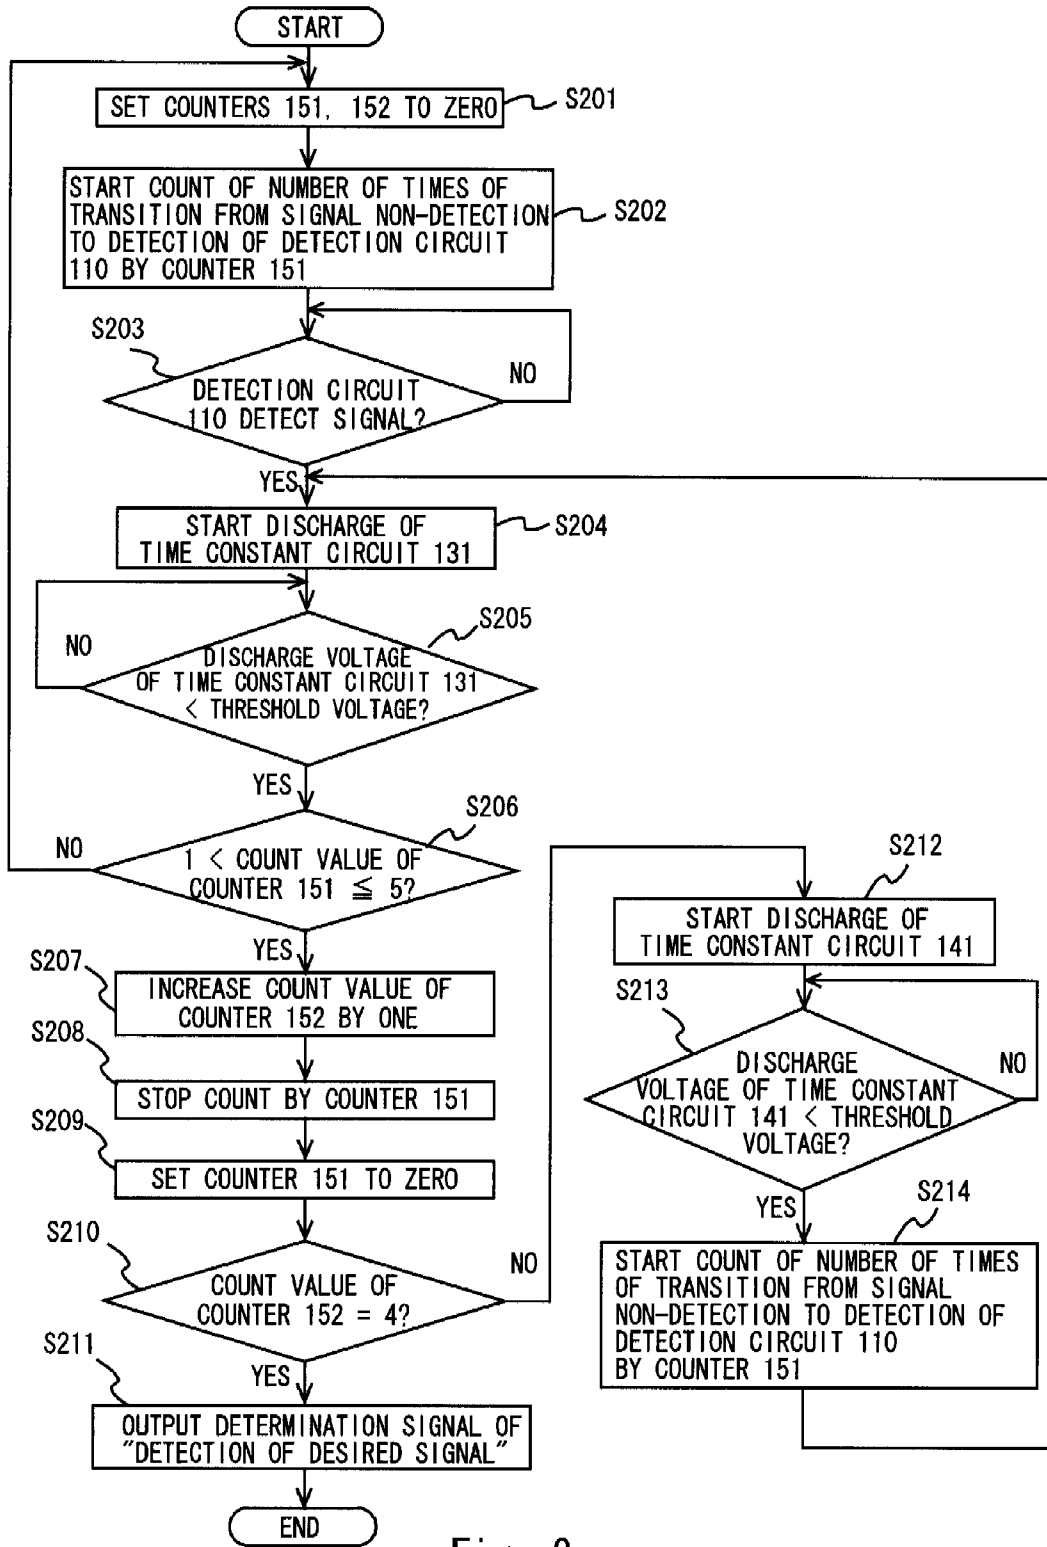 START
SET COUNTERS 151, 152 TO ZERO
S201
START COUNT OF NUMBER OF TIMES OF
TRANSITION FROM SIGNAL NON-DETECTION
TO DETECTION OF DETECTION CIRCUIT
110 BY COUNTER 151
S202
S203
DETECTION CIRCUIT
110 DETECT SIGNAL?
NO
YES
START DISCHARGE OF
TIME CONSTANT CIRCUIT 131
S204
S205
NO
DISCHARGE VOLTAGE
OF TIME CONSTANT CIRCUIT 131
< THRESHOLD VOLTAGE?
YES
S206
NO
1 < COUNT VALUE OF
COUNTER 151 ≦ 5?
YES
S207
INCREASE COUNT VALUE OF
COUNTER 152 BY ONE
S208
STOP COUNT BY COUNTER 151
S209
SET COUNTER 151 TO ZERO
S210
COUNT VALUE OF
COUNTER 152 = 4?
NO
YES
S211
OUTPUT DETERMINATION SIGNAL OF
"DETECTION OF DESIRED SIGNAL"
END
S212
START DISCHARGE OF
TIME CONSTANT CIRCUIT 141
S213
DISCHARGE
VOLTAGE OF TIME CONSTANT
CIRCUIT 141 < THRESHOLD
VOLTAGE?
NO
YES
S214
START COUNT OF NUMBER OF TIMES
OF TRANSITION FROM SIGNAL
NON-DETECTION TO DETECTION OF
DETECTION CIRCUIT 110
BY COUNTER 151